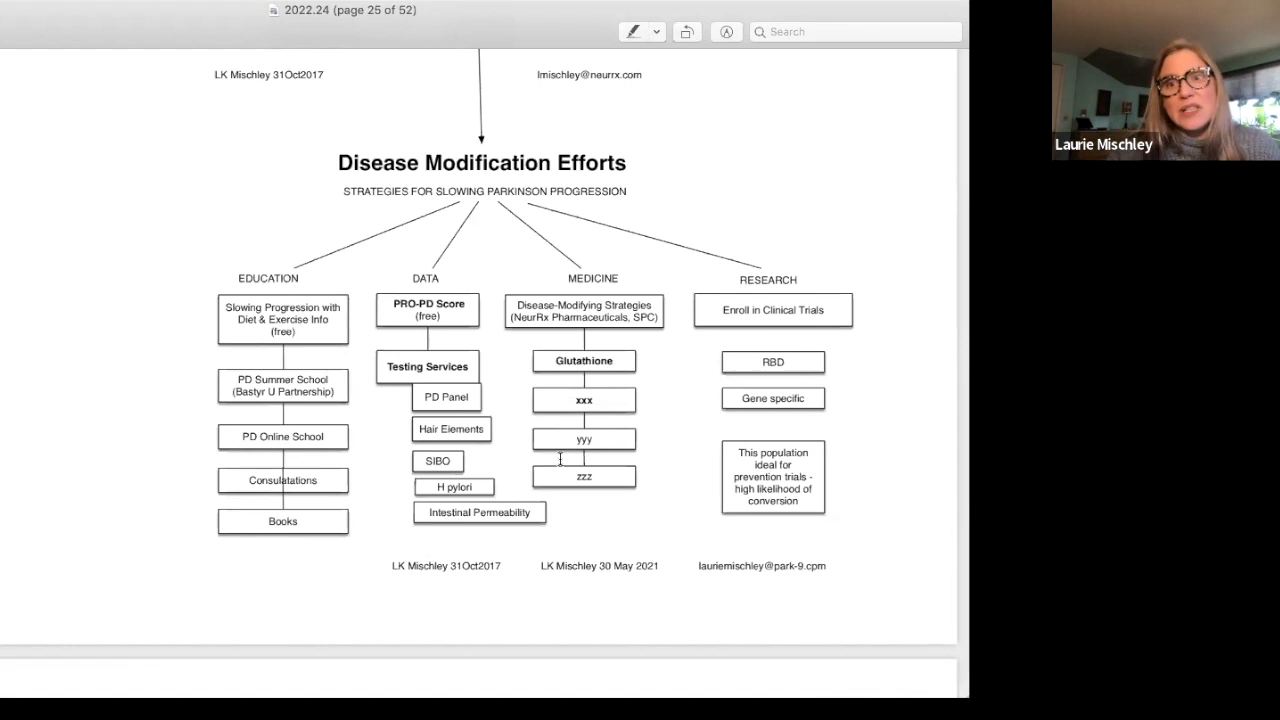 2022.24 (page 25 of 52)
Search
LK Mischley 31Oct2017
lmischley@neurrx.com
Laurie Mischley
Disease Modification Efforts
STRATEGIES FOR SLOWING PARKINSON PROGRESSION
EDUCATION
Slowing Progression with
Diet & Exercise Info
(free)
PD Summer School
(Bastyr U Partnership)
PD Online School
Consulatations
Books
DATA
PRO-PD Score
(free)
Testing Services
PD Panel
Hair Elements
SIBO
H pylori
Intestinal Permeability
MEDICINE
Disease-Modifying Strategies
(NeurRx Pharmaceuticals, SPC)
Glutathione
xxx
yyy
zzz
RESEARCH
Enroll in Clinical Trials
RBD
Gene specific
This population
ideal for
prevention trials -
high likelihood of
conversion
LK Mischley 31Oct2017
LK Mischley 30 May 2021
lauriemischley@park-9.cpm